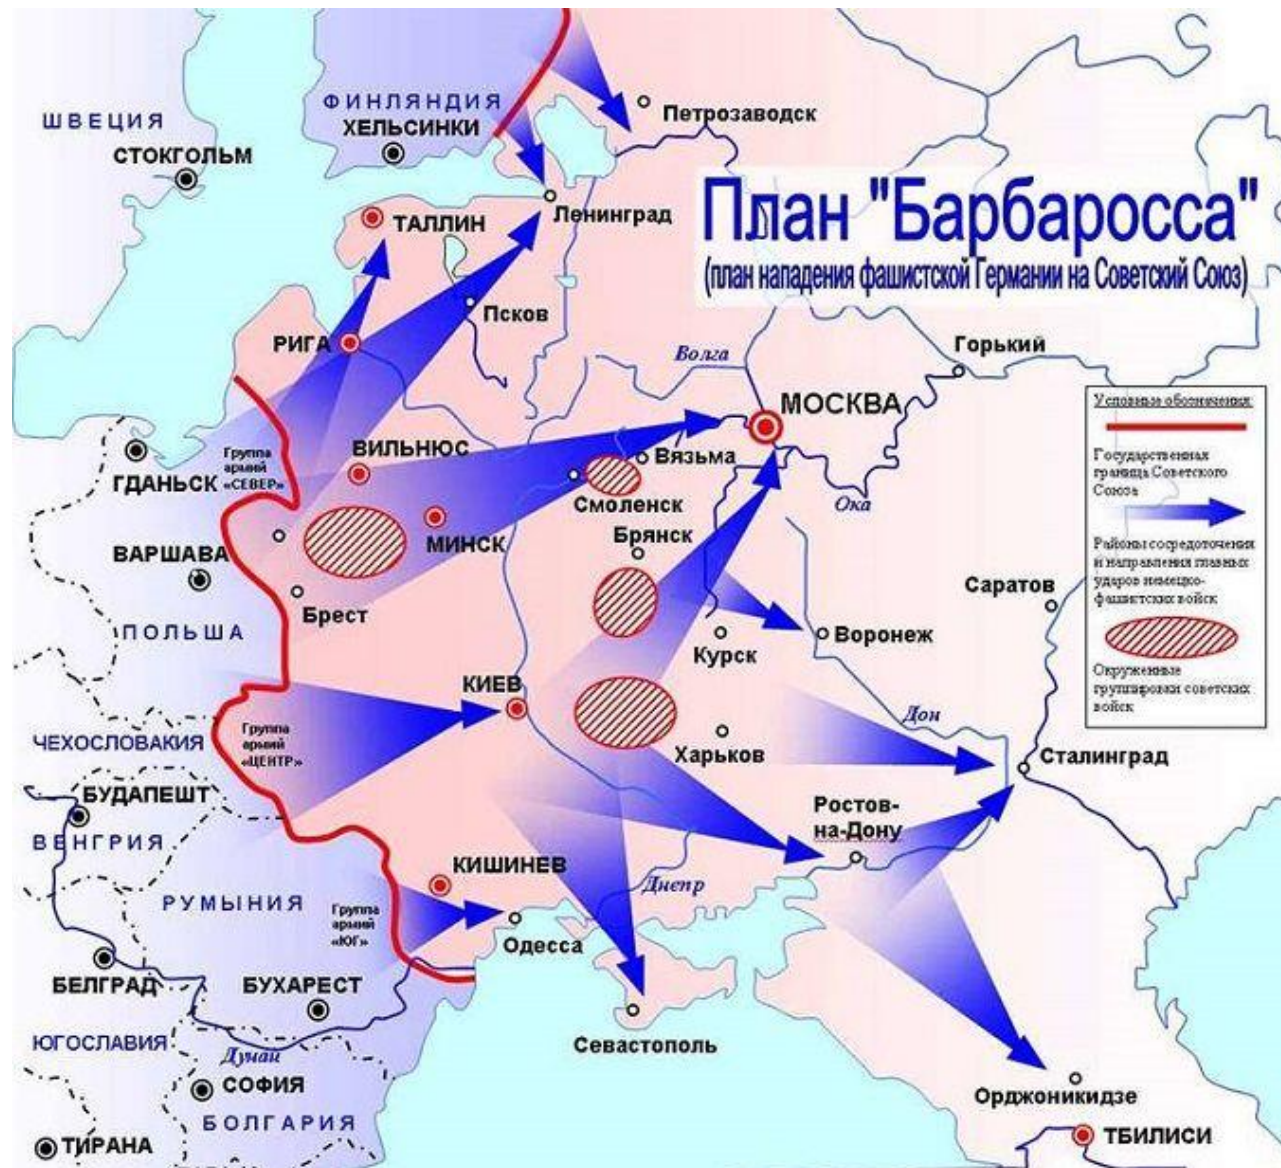 ШВЕЦИЯ
СТОКГОЛЬМ
ФИНЛЯНДИЯ
ХЕЛЬСИНКИ
Петрозаводск
Ленинград
План "Барбаросса"
(план нападения фашистской Германии на Советский Союз)
ТАЛЛИН
Псков
РИГА
Волга
Горький
МОСКВА
Вязьма
Смоленск
Ока
Брянск
ВИЛЬНЮС
МИНСК
Группа
армий
«СЕВЕР»
ГДАНЬСК
ВАРШАВА
Брест
ПОЛЬША
Условные обозначения:
Государственная
граница Советского
Союза
Районы сосредоточения
и направления главных
ударов немецко-
фашистских войск
Окруженные
группировки советских
войск
Саратов
Воронеж
Курск
КИЕВ
Дон
Харьков
Сталинград
Группа
армий
«ЦЕНТР»
ЧЕХОСЛОВАКИЯ
БУДАПЕШТ
ВЕНГРИЯ
Ростов-
на-Дону
КИШИНЕВ
Днепр
РУМЫНИЯ
Группа
армий
«ЮГ»
Одесса
БЕЛГРАД
БУХАРЕСТ
Севастополь
ЮГОСЛАВИЯ
Дунай
СОФИЯ
БОЛГАРИЯ
ТИРАНА
Орджоникидзе
ТБИЛИСИ